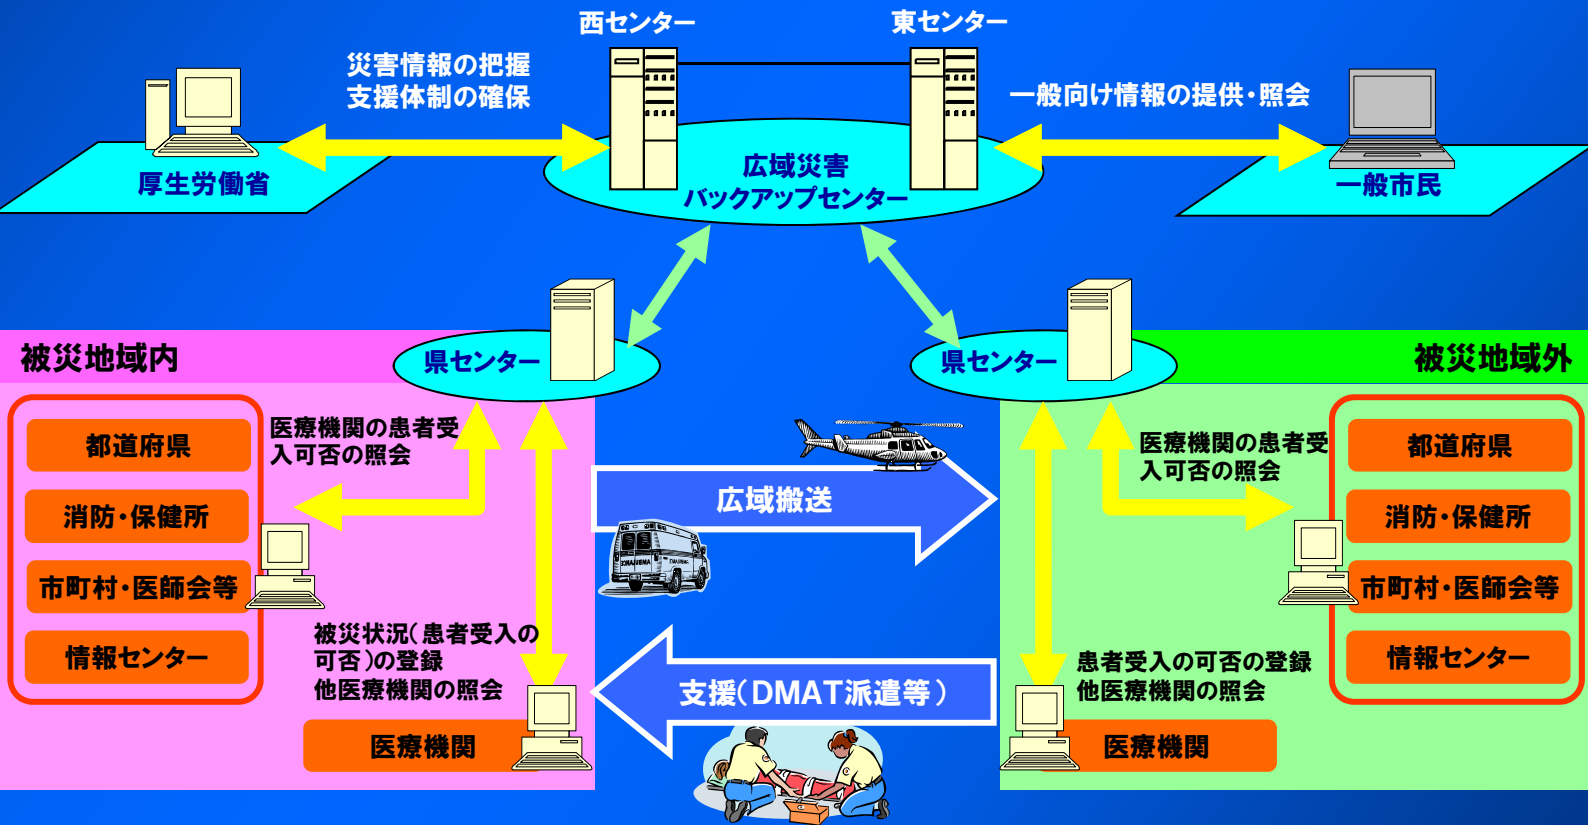 西センター
東センター
災害情報の把握
支援体制の確保
一般向け情報の提供・照会
広域災害
バックアップセンター
厚生労働省
一般市民
県センター
県センター
被災地域内
被災地域外
都道府県
消防・保健所
市町村・医師会等
情報センター
医療機関の患者受
入可否の照会
被災状況（患者受入の
可否）の登録
他医療機関の照会
医療機関
広域搬送
支援（DMAT派遣等）
医療機関の患者受
入可否の照会
都道府県
消防・保健所
市町村・医師会等
情報センター
患者受入の可否の登録
他医療機関の照会
医療機関